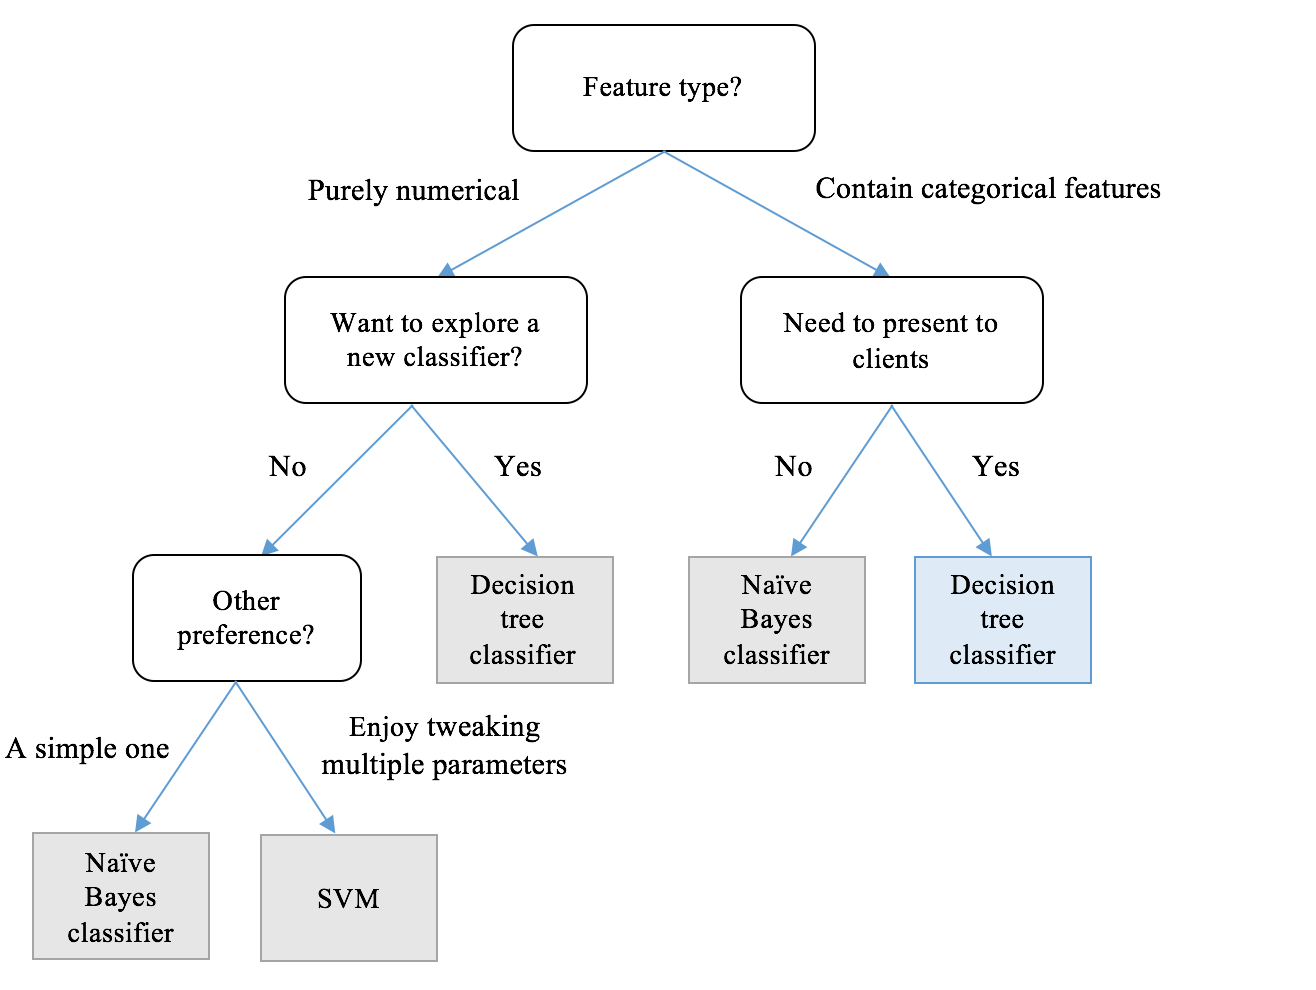 Feature type?
Purely numerical
Contain categorical features
Want to explore a
new classifier?
Need to present to
clients
No
Yes
No
Yes
Other
preference?
Decision
tree
classifier
Naïve
Bayes
classifier
Decision
tree
classifier
A simple one
Enjoy tweaking
multiple parameters
Naïve
Bayes
classifier
SVM